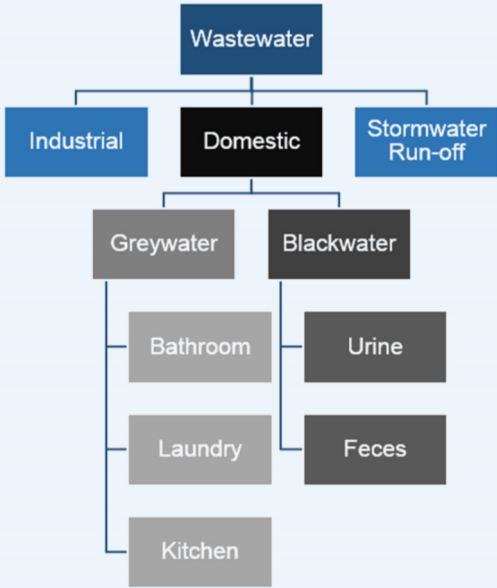 Wastewater
Industrial
Domestic
Stormwater
Run-off
Greywater
Blackwater
Bathroom
Urine
Laundry
Feces
Kitchen